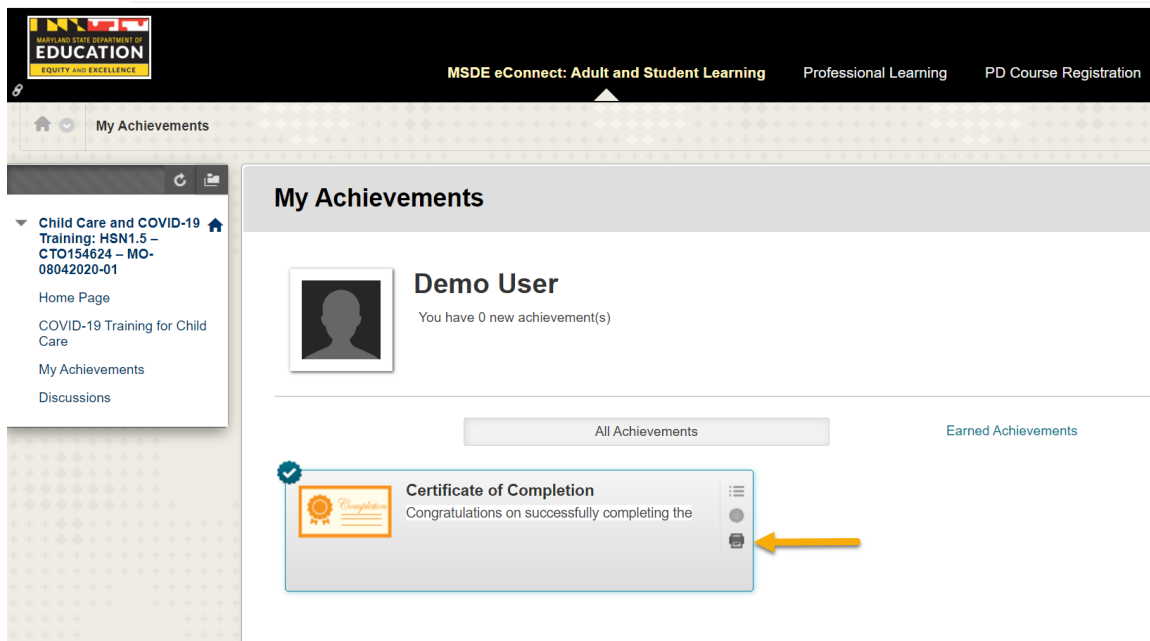 MARYLAND STATE DEPARTMENT OF
EDUCATION
EQUITY AND EXCELLENCE
MSDE eConnect: Adult and Student Learning
Professional Learning
PD Course Registration
My Achievements
Child Care and COVID-19
Training: HSN1.5 –
CTO154624 – MO-
08042020-01
Home Page
COVID-19 Training for Child
Care
My Achievements
Discussions
My Achievements
Demo User
You have 0 new achievement(s)
All Achievements
Earned Achievements
Completion
Certificate of Completion
Congratulations on successfully completing the